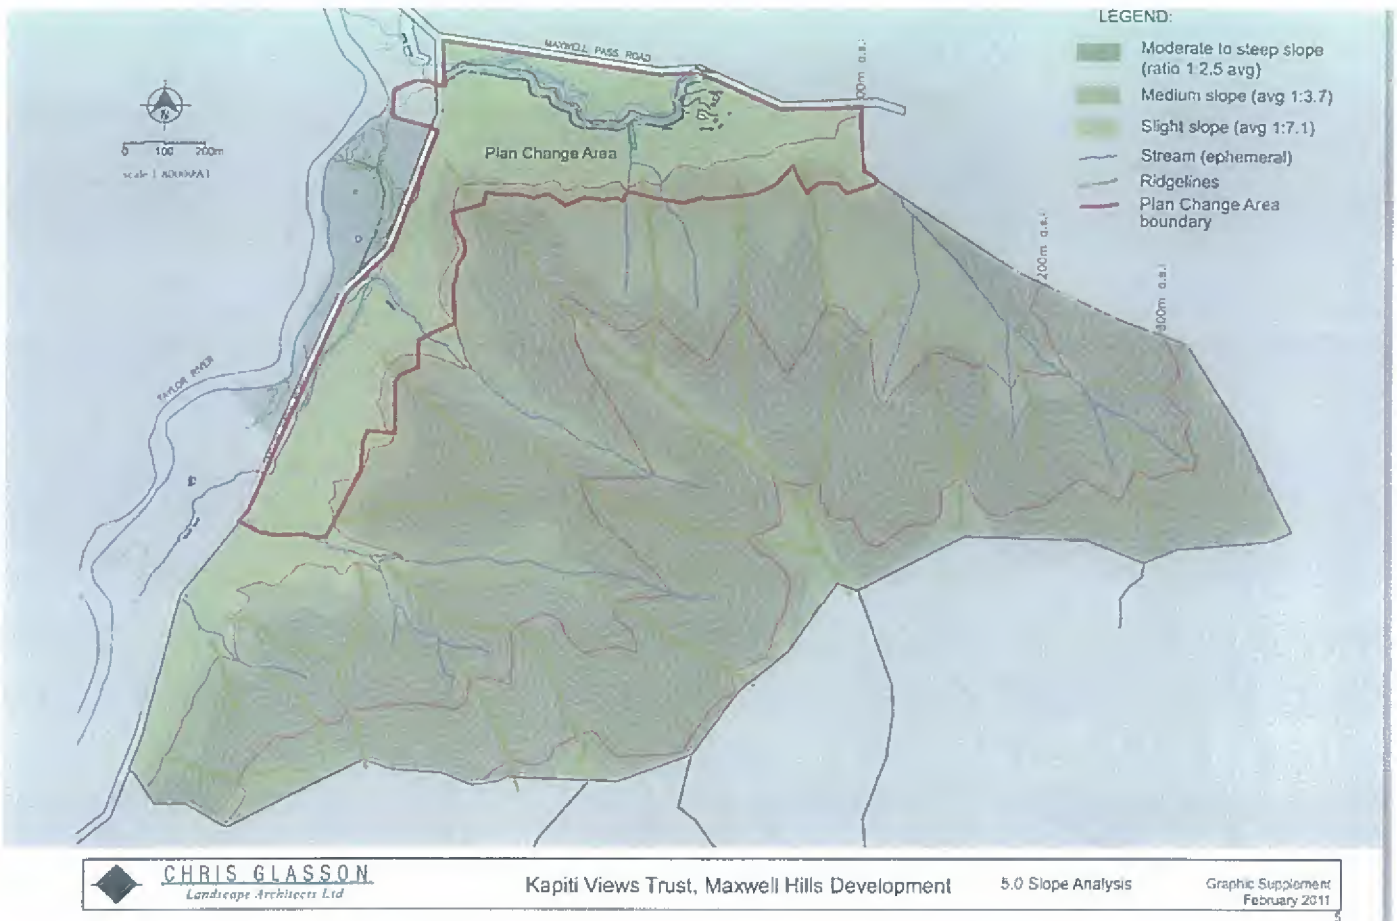 LEGEND:
Moderate to steep slope
(ratio 1:2.5 avg)
Medium slope (avg 1:3.7)
Slight slope (avg 1:7.1)
Stream (ephemeral)
Ridgelines
Plan Change Area
boundary
MAXWELL PASS ROAD
N
0 100 200m
Plan Change Area
TAYLOR RIVER
00m a.s.l
200m a.s.l
300m a.s.l
CHRIS GLASSON
Landscape Architects Ltd
Kapiti Views Trust, Maxwell Hills Development
5.0 Slope Analysis
Graphic Supplement
February 2011
5